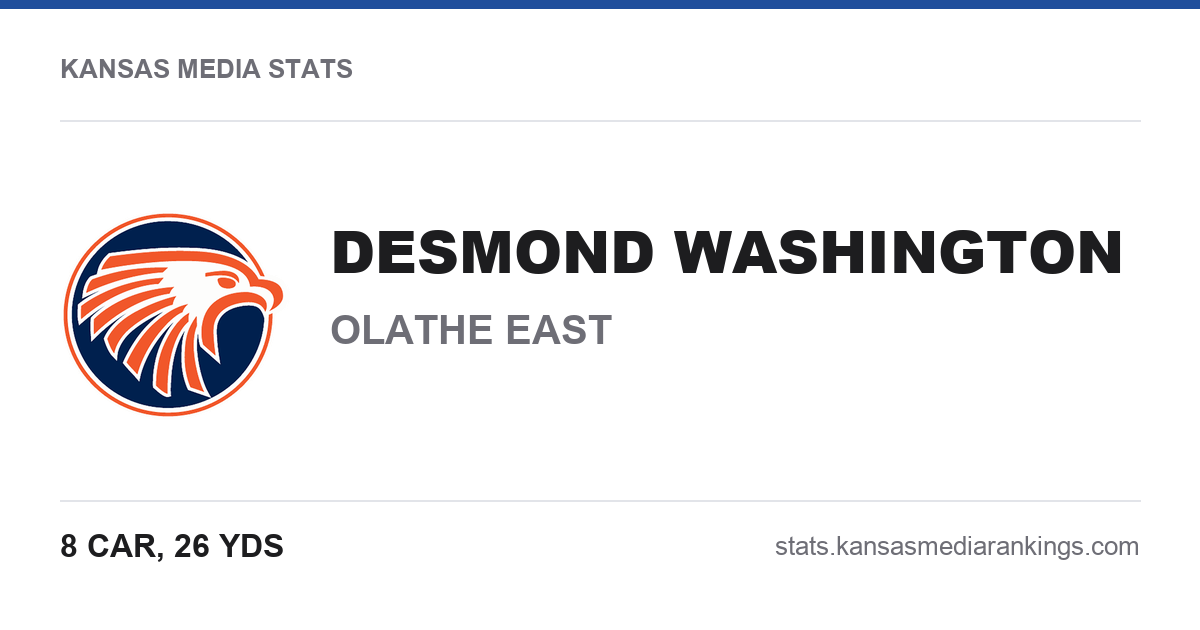 KANSAS MEDIA STATS
DESMOND WASHINGTON
OLATHE EAST
8 CAR, 26 YDS
stats.kansasmediarankings.com